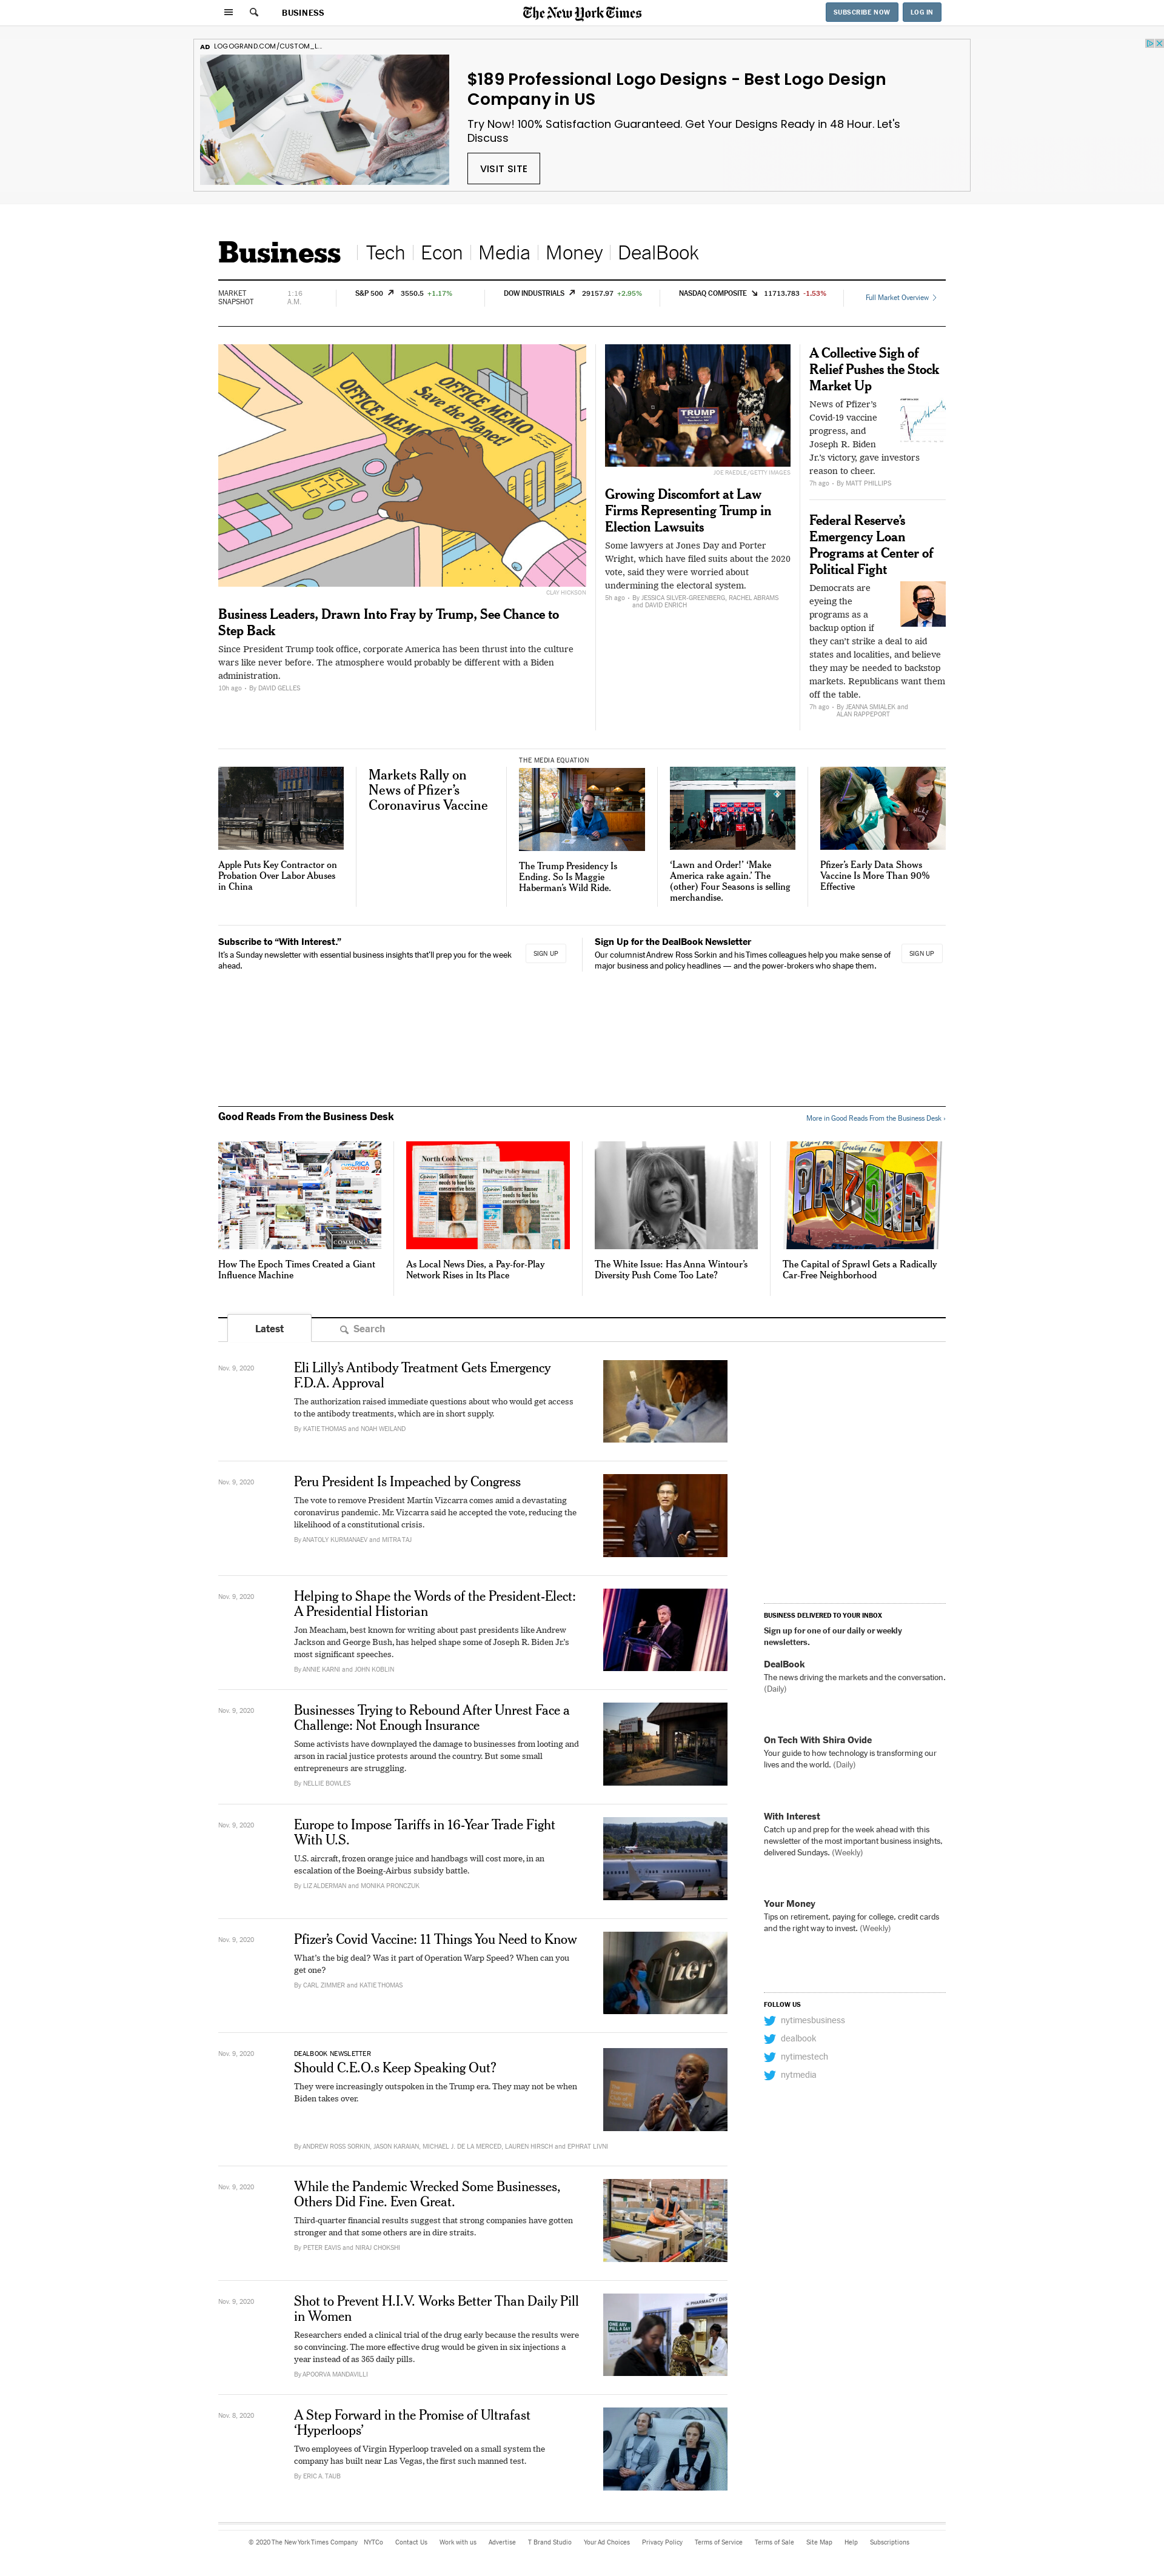 BUSINESS
The New York Times
SUBSCRIBE NOW
LOG IN
AD LOGOGRAND.COM/CUSTOM_L...
$189 Professional Logo Designs - Best Logo Design
Company in US
Try Now! 100% Satisfaction Guaranteed. Get Your Designs Ready in 48 Hour. Let's
Discuss
VISIT SITE
Business
Tech
Econ
Media
Money
DealBook
MARKET
SNAPSHOT
1:16
A.M.
S&P 500 3550.5 +1.17%
DOW INDUSTRIALS 29157.97 +2.95%
NASDAQ COMPOSITE 11713.783 -1.53%
Full Market Overview
OFFICE MEMO
OFFICE MEMO
Save the Planet!
CLAY HICKSON
Business Leaders, Drawn Into Fray by Trump, See Chance to
Step Back
Since President Trump took office, corporate America has been thrust into the culture
wars like never before. The atmosphere would probably be different with a Biden
administration.
10h ago - By DAVID GELLES
TRUMP
JOE RAEDLE/GETTY IMAGES
Growing Discomfort at Law
Firms Representing Trump in
Election Lawsuits
Some lawyers at Jones Day and Porter
Wright, which have filed suits about the 2020
vote, said they were worried about
undermining the electoral system.
5h ago - By JESSICA SILVER-GREENBERG, RACHEL ABRAMS
and DAVID ENRICH
A Collective Sigh of
Relief Pushes the Stock
Market Up
News of Pfizer's
Covid-19 vaccine
progress, and
Joseph R. Biden
Jr.'s victory, gave investors
reason to cheer.
7h ago - By MATT PHILLIPS
Federal Reserve's
Emergency Loan
Programs at Center of
Political Fight
Democrats are
eyeing the
programs as a
backup option if
they can't strike a deal to aid
states and localities, and believe
they may be needed to backstop
markets. Republicans want them
off the table.
7h ago - By JEANNA SMIALEK and
ALAN RAPPEPORT
Apple Puts Key Contractor on
Probation Over Labor Abuses
in China
Markets Rally on
News of Pfizer's
Coronavirus Vaccine
THE MEDIA EQUATION
The Trump Presidency Is
Ending. So Is Maggie
Haberman's Wild Ride.
'Lawn and Order!' 'Make
America rake again.' The
(other) Four Seasons is selling
merchandise.
Pfizer's Early Data Shows
Vaccine Is More Than 90%
Effective
Subscribe to "With Interest."
It's a Sunday newsletter with essential business insights that'll prep you for the week
ahead.
SIGN UP
Sign Up for the DealBook Newsletter
Our columnist Andrew Ross Sorkin and his Times colleagues help you make sense of
major business and policy headlines — and the power-brokers who shape them.
SIGN UP
Good Reads From the Business Desk
More in Good Reads From the Business Desk ›
How The Epoch Times Created a Giant
Influence Machine
North Cook News
DuPage Policy Journal
As Local News Dies, a Pay-for-Play
Network Rises in Its Place
The White Issue: Has Anna Wintour's
Diversity Push Come Too Late?
Greetings From
ARIZONA
The Capital of Sprawl Gets a Radically
Car-Free Neighborhood
Latest
Search
Nov. 9, 2020
Eli Lilly's Antibody Treatment Gets Emergency
F.D.A. Approval
The authorization raised immediate questions about who would get access
to the antibody treatments, which are in short supply.
By KATIE THOMAS and NOAH WEILAND
Nov. 9, 2020
Peru President Is Impeached by Congress
The vote to remove President Martín Vizcarra comes amid a devastating
coronavirus pandemic. Mr. Vizcarra said he accepted the vote, reducing the
likelihood of a constitutional crisis.
By ANATOLY KURMANAEV and MITRA TAJ
Nov. 9, 2020
Helping to Shape the Words of the President-Elect:
A Presidential Historian
Jon Meacham, best known for writing about past presidents like Andrew
Jackson and George Bush, has helped shape some of Joseph R. Biden Jr.'s
most significant speeches.
By ANNIE KARNI and JOHN KOBLIN
Nov. 9, 2020
Businesses Trying to Rebound After Unrest Face a
Challenge: Not Enough Insurance
Some activists have downplayed the damage to businesses from looting and
arson in racial justice protests around the country. But some small
entrepreneurs are struggling.
By NELLIE BOWLES
Nov. 9, 2020
Europe to Impose Tariffs in 16-Year Trade Fight
With U.S.
U.S. aircraft, frozen orange juice and handbags will cost more, in an
escalation of the Boeing-Airbus subsidy battle.
By LIZ ALDERMAN and MONIKA PRONCZUK
Nov. 9, 2020
Pfizer's Covid Vaccine: 11 Things You Need to Know
What's the big deal? Was it part of Operation Warp Speed? When can you
get one?
By CARL ZIMMER and KATIE THOMAS
Nov. 9, 2020
DEALBOOK NEWSLETTER
Should C.E.O.s Keep Speaking Out?
They were increasingly outspoken in the Trump era. They may not be when
Biden takes over.
By ANDREW ROSS SORKIN, JASON KARAIAN, MICHAEL J. DE LA MERCED, LAUREN HIRSCH and EPHRAT LIVNI
Nov. 9, 2020
While the Pandemic Wrecked Some Businesses,
Others Did Fine. Even Great.
Third-quarter financial results suggest that strong companies have gotten
stronger and that some others are in dire straits.
By PETER EAVIS and NIRAJ CHOKSHI
Nov. 9, 2020
Shot to Prevent H.I.V. Works Better Than Daily Pill
in Women
Researchers ended a clinical trial of the drug early because the results were
so convincing. The more effective drug would be given in six injections a
year instead of as 365 daily pills.
By APOORVA MANDAVILLI
Nov. 8, 2020
A Step Forward in the Promise of Ultrafast
'Hyperloops'
Two employees of Virgin Hyperloop traveled on a small system the
company has built near Las Vegas, the first such manned test.
By ERIC A. TAUB
BUSINESS DELIVERED TO YOUR INBOX
Sign up for one of our daily or weekly
newsletters.
DealBook
The news driving the markets and the conversation.
(Daily)
On Tech With Shira Ovide
Your guide to how technology is transforming our
lives and the world. (Daily)
With Interest
Catch up and prep for the week ahead with this
newsletter of the most important business insights,
delivered Sundays. (Weekly)
Your Money
Tips on retirement, paying for college, credit cards
and the right way to invest. (Weekly)
FOLLOW US
nytimesbusiness
dealbook
nytimestech
nytmedia
© 2020 The New York Times Company NYTCo Contact Us Work with us Advertise T Brand Studio Your Ad Choices Privacy Policy Terms of Service Terms of Sale Site Map Help Subscriptions